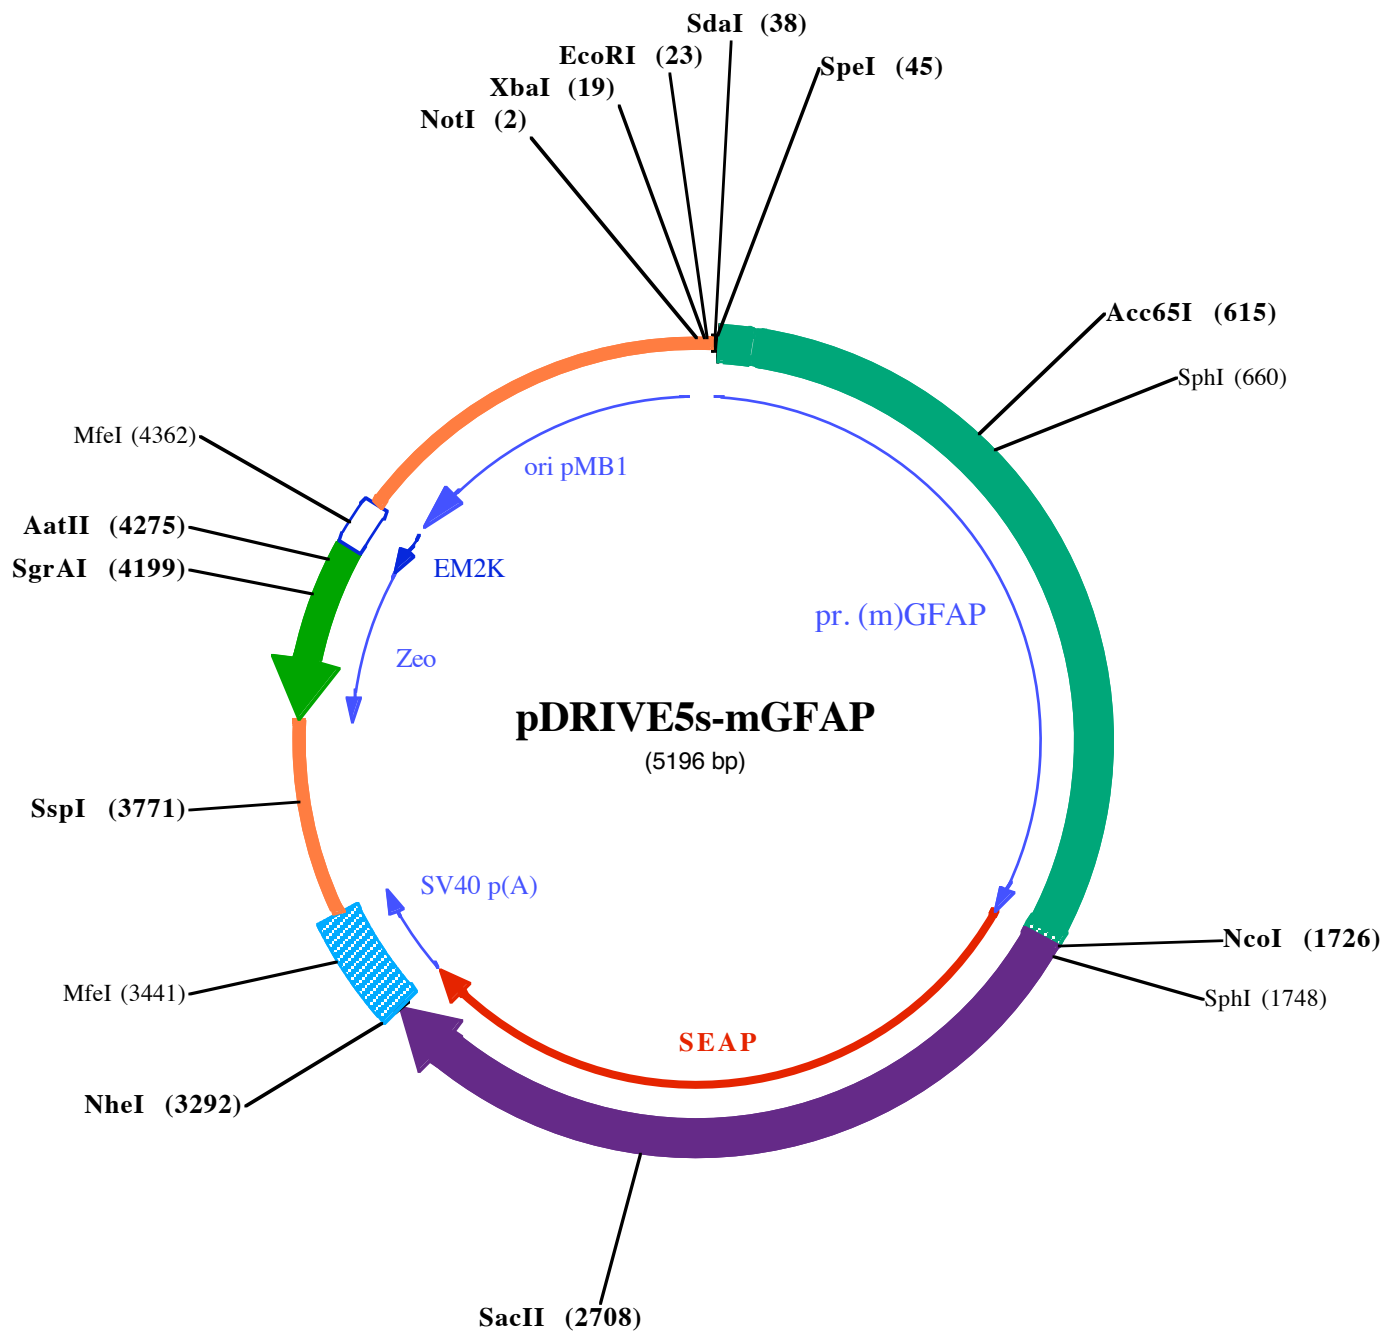 SdaI (38)
EcoRI (23)
SpeI (45)
XbaI (19)
NotI (2)
Acc65I (615)
SphI (660)
MfeI (4362)
ori pMB1
AatII (4275)
SgrAI (4199)
EM2K
pr. (m)GFAP
Zeo
pDRIVE5s-mGFAP
(5196 bp)
SspI (3771)
SV40 p(A)
NcoI (1726)
MfeI (3441)
SphI (1748)
SEAP
NheI (3292)
SacII (2708)